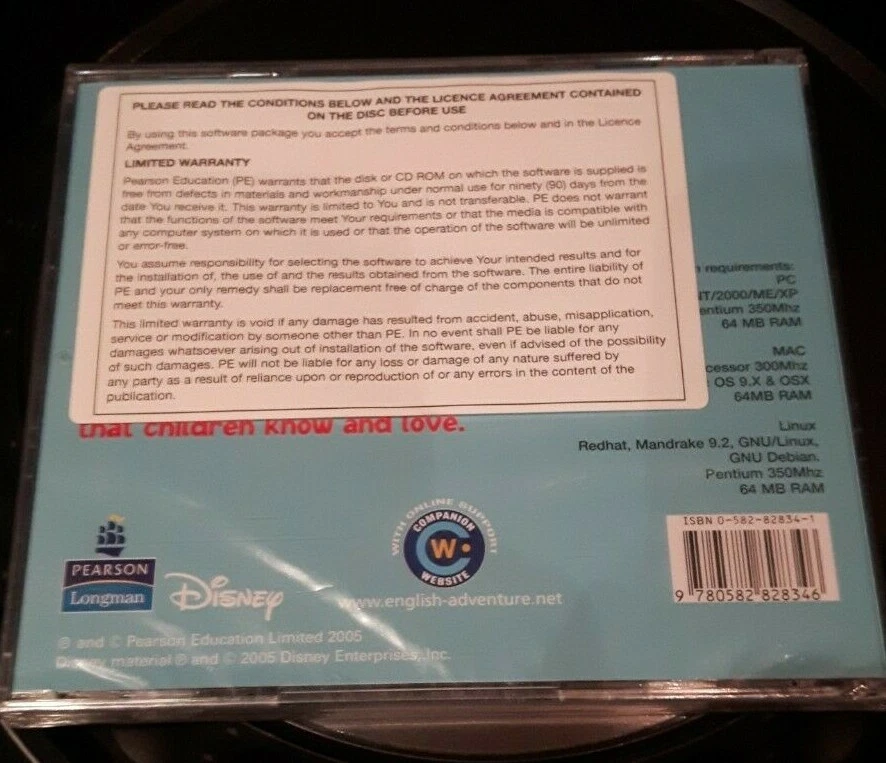 PLEASE READ THE CONDITIONS BELOW AND THE LICENCE AGREEMENT CONTAINED
ON THE DISC BEFORE USE
By using this software package you accept the terms and conditions below and in the Licence
Agreement.
LIMITED WARRANTY
Pearson Education (PE) warrants that the disk or CD ROM on which the software is supplied is
free from defects in materials and workmanship under normal use for ninety (90) days from the
date You receive it. This warranty is limited to You and is not transferable. PE does not warrant
that the functions of the software meet Your requirements or that the media is compatible with
any computer system on which it is used or that the operation of the software will be unlimited
or error-free.
You assume responsibility for selecting the software to achieve Your intended results and for
the installation of, the use of and the results obtained from the software. The entire liability of
PE and your only remedy shall be replacement free of charge of the components that do not
meet this warranty.
This limited warranty is void if any damage has resulted from accident, abuse, misapplication,
service or modification by someone other than PE. In no event shall PE be liable for any
damages whatsoever arising out of installation of the software, even if advised of the possibility
of such damages. PE will not be liable for any loss or damage of any nature suffered by
any party as a result of reliance upon or reproduction of or any errors in the content of the
publication.
requirements:
PC
NT/2000/ME/XP
entium 350Mhz
64 MB RAM
MAC
cessor 300Mhz
OS 9.X & OSX
64MB RAM
that children know and love.
Linux
Redhat, Mandrake 9.2, GNU/Linux,
GNU Debian.
Pentium 350Mhz
64 MB RAM
WITH ONLINE SUPPORT
COMPANION
CW
WEBSITE
ISBN 0-582-82834-1
9 780582 828346
PEARSON
Longman
Disney
www.english-adventure.net
℗ and © Pearson Education Limited 2005
Disney material ℗ and © 2005 Disney Enterprises, Inc.